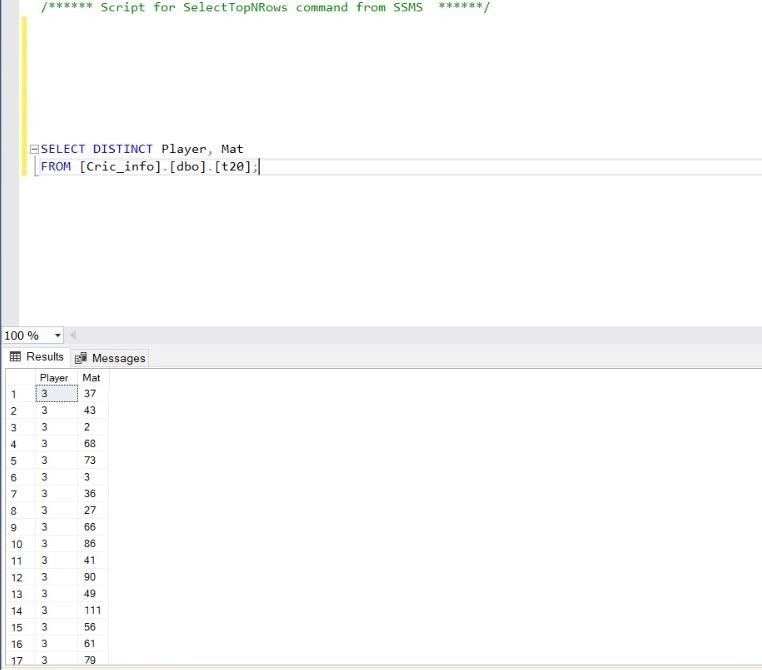 /****** Script for SelectTopNRows command from SSMS  ******/
SELECT DISTINCT Player, Mat
FROM [Cric_info].[dbo].[t20];
100 %
Results Messages
Player Mat
1 3 37
2 3 43
3 3 2
4 3 68
5 3 73
6 3 3
7 3 36
8 3 27
9 3 66
10 3 86
11 3 41
12 3 90
13 3 49
14 3 111
15 3 56
16 3 61
17 3 79